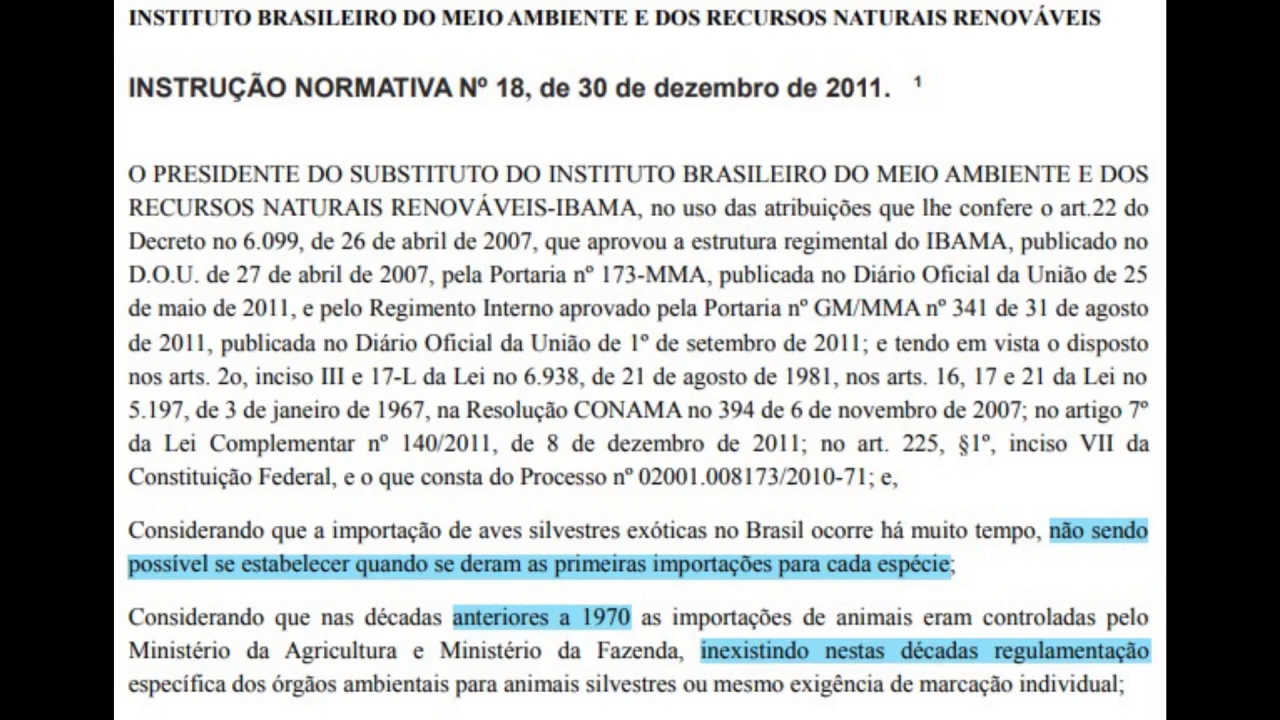 INSTITUTO BRASILEIRO DO MEIO AMBIENTE E DOS RECURSOS NATURAIS RENOVÁVEIS
INSTRUÇÃO NORMATIVA Nº 18, de 30 de dezembro de 2011. ¹
O PRESIDENTE DO SUBSTITUTO DO INSTITUTO BRASILEIRO DO MEIO AMBIENTE E DOS
RECURSOS NATURAIS RENOVÁVEIS-IBAMA, no uso das atribuições que lhe confere o art.22 do
Decreto no 6.099, de 26 de abril de 2007, que aprovou a estrutura regimental do IBAMA, publicado no
D.O.U. de 27 de abril de 2007, pela Portaria nº 173-MMA, publicada no Diário Oficial da União de 25
de maio de 2011, e pelo Regimento Interno aprovado pela Portaria nº GM/MMA nº 341 de 31 de agosto
de 2011, publicada no Diário Oficial da União de 1º de setembro de 2011; e tendo em vista o disposto
nos arts. 2o, inciso III e 17-L da Lei no 6.938, de 21 de agosto de 1981, nos arts. 16, 17 e 21 da Lei no
5.197, de 3 de janeiro de 1967, na Resolução CONAMA no 394 de 6 de novembro de 2007; no artigo 7º
da Lei Complementar nº 140/2011, de 8 de dezembro de 2011; no art. 225, §1º, inciso VII da
Constituição Federal, e o que consta do Processo nº 02001.008173/2010-71; e,
Considerando que a importação de aves silvestres exóticas no Brasil ocorre há muito tempo, não sendo
possível se estabelecer quando se deram as primeiras importações para cada espécie;
Considerando que nas décadas anteriores a 1970 as importações de animais eram controladas pelo
Ministério da Agricultura e Ministério da Fazenda, inexistindo nestas décadas regulamentação
específica dos órgãos ambientais para animais silvestres ou mesmo exigência de marcação individual;